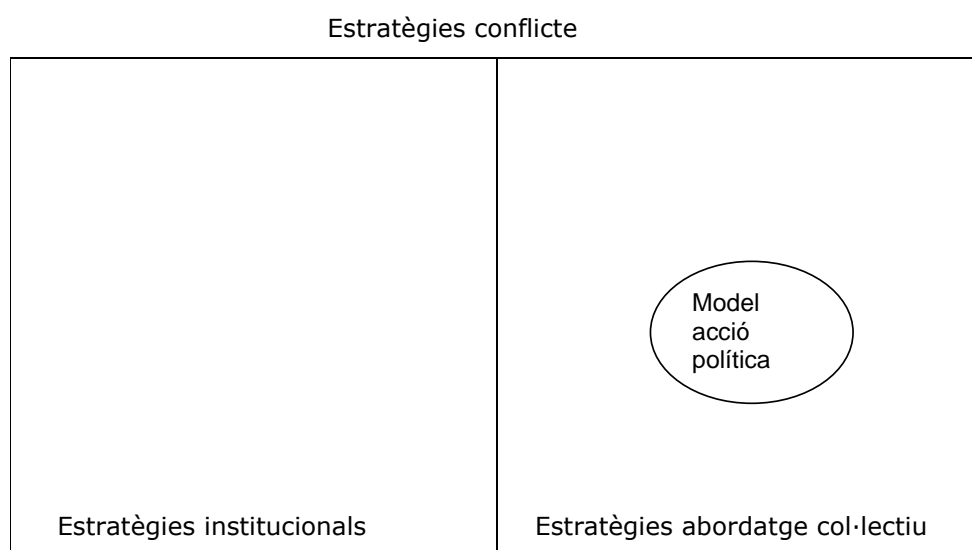 Estratègies conflicte
Model
acció
política
Estratègies institucionals
Estratègies abordatge col·lectiu